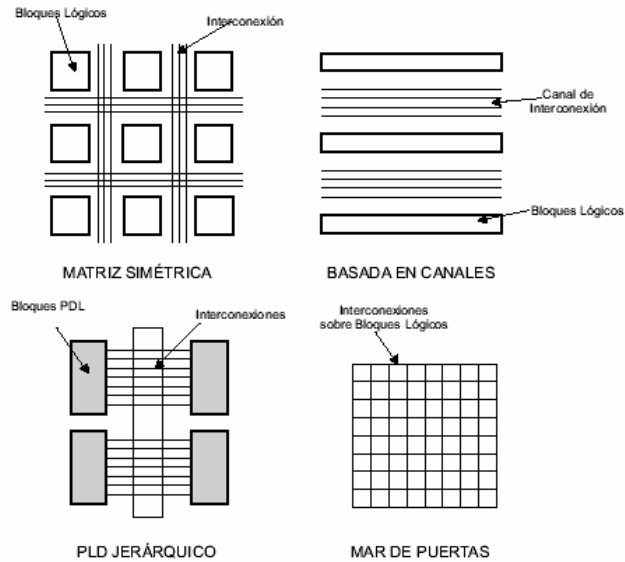 Bloques Lógicos
Interconexión
MATRIZ SIMÉTRICA
Canal de
Interconexión
Bloques Lógicos
BASADA EN CANALES
Bloques PDL
Interconexiones
PLD JERÁRQUICO
Interconexiones
sobre Bloques Lógicos
MAR DE PUERTAS